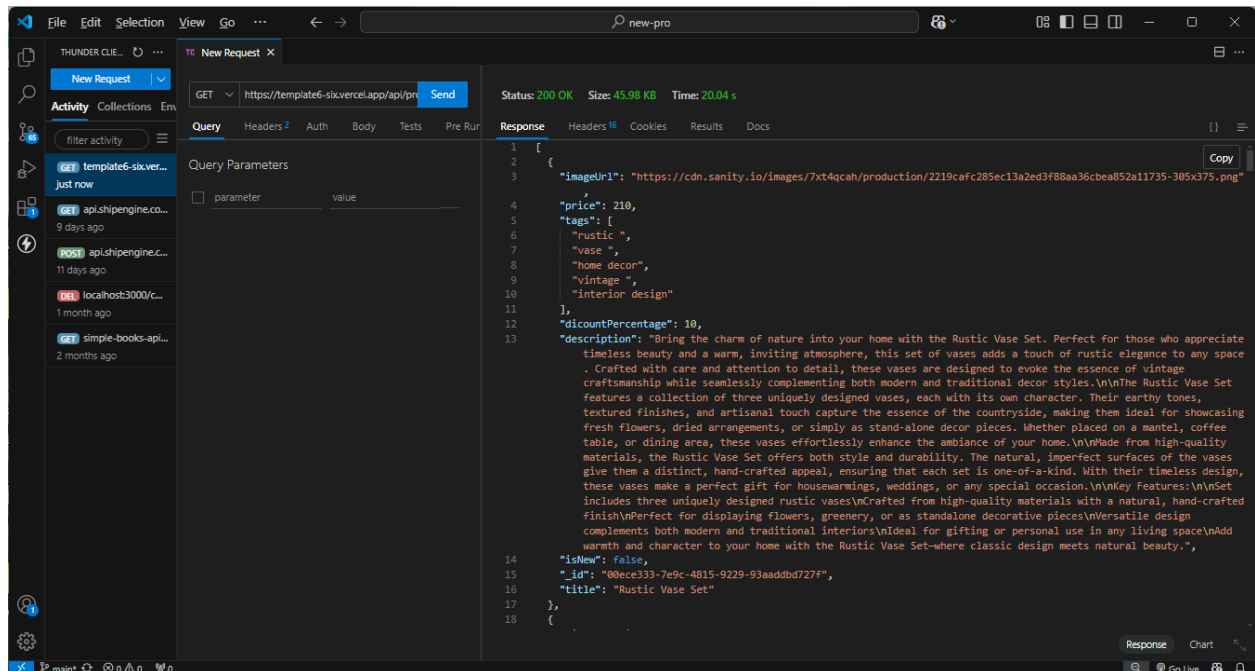 File Edit Selection View Go ··· new-pro
THUNDER CLIE... ···
New Request
Activity Collections Env
filter activity
GET template6-six.ver...
just now
GET api.shipengine.co...
9 days ago
POST api.shipengine.c...
11 days ago
DEL localhost:3000/c...
1 month ago
GET simple-books-api...
2 months ago
65
1
1
TC New Request
GET https://template6-six.vercel.app/api/pro Send
Query Headers 2 Auth Body Tests Pre Run
Query Parameters
parameter value
Status: 200 OK Size: 45.98 KB Time: 20.04 s
Response Headers 16 Cookies Results Docs {}
Copy
1 [
2 {
3 "imageUrl": "https://cdn.sanity.io/images/7xt4qcah/production/2219cafc285ec13a2ed3f88aa36cbea852a11735-305x375.png"
,
4 "price": 210,
5 "tags": [
6 "rustic ",
7 "vase ",
8 "home decor",
9 "vintage ",
10 "interior design"
11 ],
12 "dicountPercentage": 10,
13 "description": "Bring the charm of nature into your home with the Rustic Vase Set. Perfect for those who appreciate
timeless beauty and a warm, inviting atmosphere, this set of vases adds a touch of rustic elegance to any space
. Crafted with care and attention to detail, these vases are designed to evoke the essence of vintage
craftsmanship while seamlessly complementing both modern and traditional decor styles.\n\nThe Rustic Vase Set
features a collection of three uniquely designed vases, each with its own character. Their earthy tones,
textured finishes, and artisanal touch capture the essence of the countryside, making them ideal for showcasing
fresh flowers, dried arrangements, or simply as stand-alone decor pieces. Whether placed on a mantel, coffee
table, or dining area, these vases effortlessly enhance the ambiance of your home.\n\nMade from high-quality
materials, the Rustic Vase Set offers both style and durability. The natural, imperfect surfaces of the vases
give them a distinct, hand-crafted appeal, ensuring that each set is one-of-a-kind. With their timeless design,
these vases make a perfect gift for housewarmings, weddings, or any special occasion.\n\nKey Features:\n\nSet
includes three uniquely designed rustic vases\nCrafted from high-quality materials with a natural, hand-crafted
finish\nPerfect for displaying flowers, greenery, or as standalone decorative pieces\nVersatile design
complements both modern and traditional interiors\nIdeal for gifting or personal use in any living space\nAdd
warmth and character to your home with the Rustic Vase Set—where classic design meets natural beauty.",
14 "isNew": false,
15 "_id": "00ece333-7e9c-4815-9229-93aaddbd727f",
16 "title": "Rustic Vase Set"
17 },
18 {
Response Chart
main* 0 0 0 Go Live